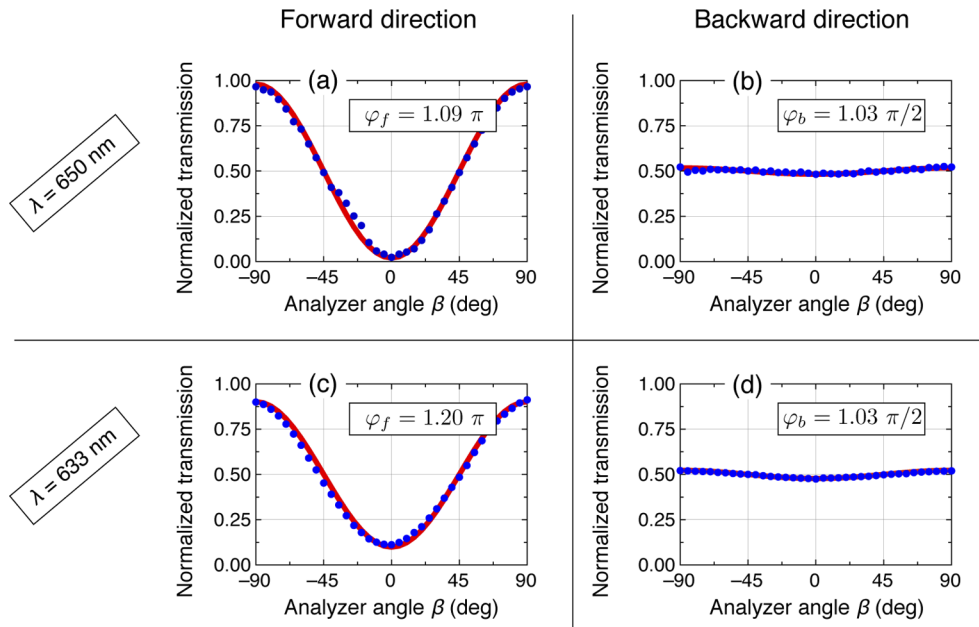 Forward direction
Backward direction
λ = 650 nm
(a)
φ_f = 1.09 π
Normalized transmission
1.00
0.75
0.50
0.25
0.00
−90
−45
0
45
90
Analyzer angle β (deg)
(b)
φ_b = 1.03 π/2
Normalized transmission
1.00
0.75
0.50
0.25
0.00
−90
−45
0
45
90
Analyzer angle β (deg)
λ = 633 nm
(c)
φ_f = 1.20 π
Normalized transmission
1.00
0.75
0.50
0.25
0.00
−90
−45
0
45
90
Analyzer angle β (deg)
(d)
φ_b = 1.03 π/2
Normalized transmission
1.00
0.75
0.50
0.25
0.00
−90
−45
0
45
90
Analyzer angle β (deg)